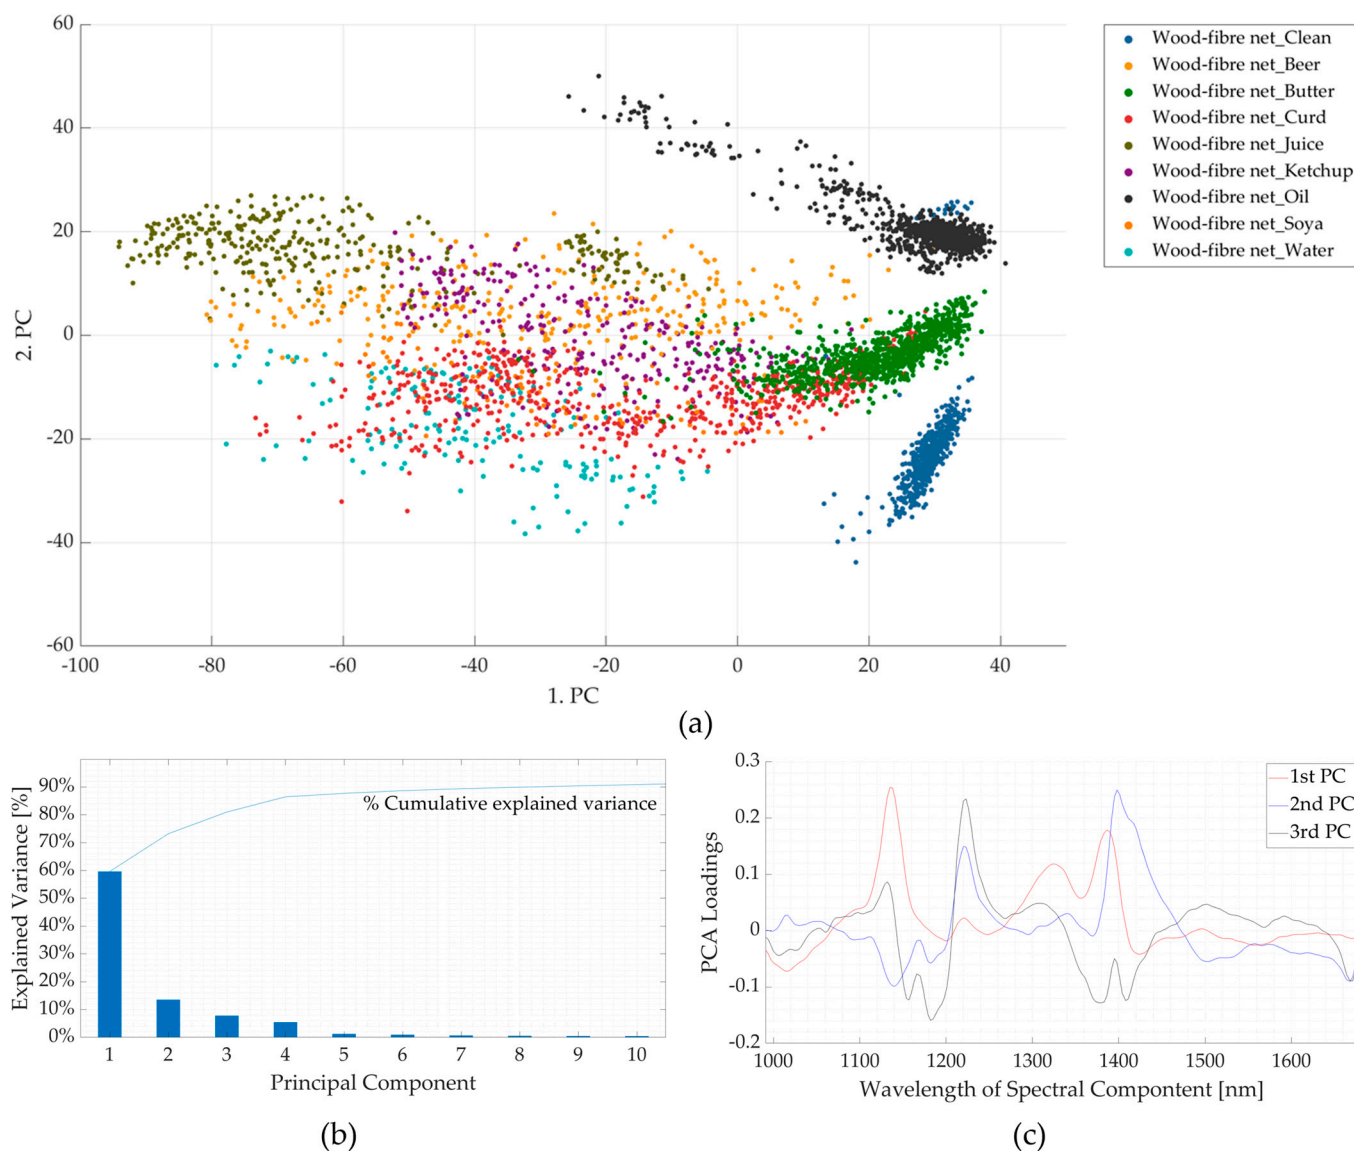 60
40
20
0
-20
-40
-60
2. PC
-100 -80 -60 -40 -20 0 20 40
1. PC
Wood-fibre net_Clean
Wood-fibre net_Beer
Wood-fibre net_Butter
Wood-fibre net_Curd
Wood-fibre net_Juice
Wood-fibre net_Ketchup
Wood-fibre net_Oil
Wood-fibre net_Soya
Wood-fibre net_Water
(a)
90%
80%
70%
60%
50%
40%
30%
20%
10%
0%
Explained Variance [%]
% Cumulative explained variance
1 2 3 4 5 6 7 8 9 10
Principal Component
(b)
0.3
0.2
0.1
0
-0.1
-0.2
PCA Loadings
1st PC
2nd PC
3rd PC
1000 1100 1200 1300 1400 1500 1600
Wavelength of Spectral Compontent [nm]
(c)